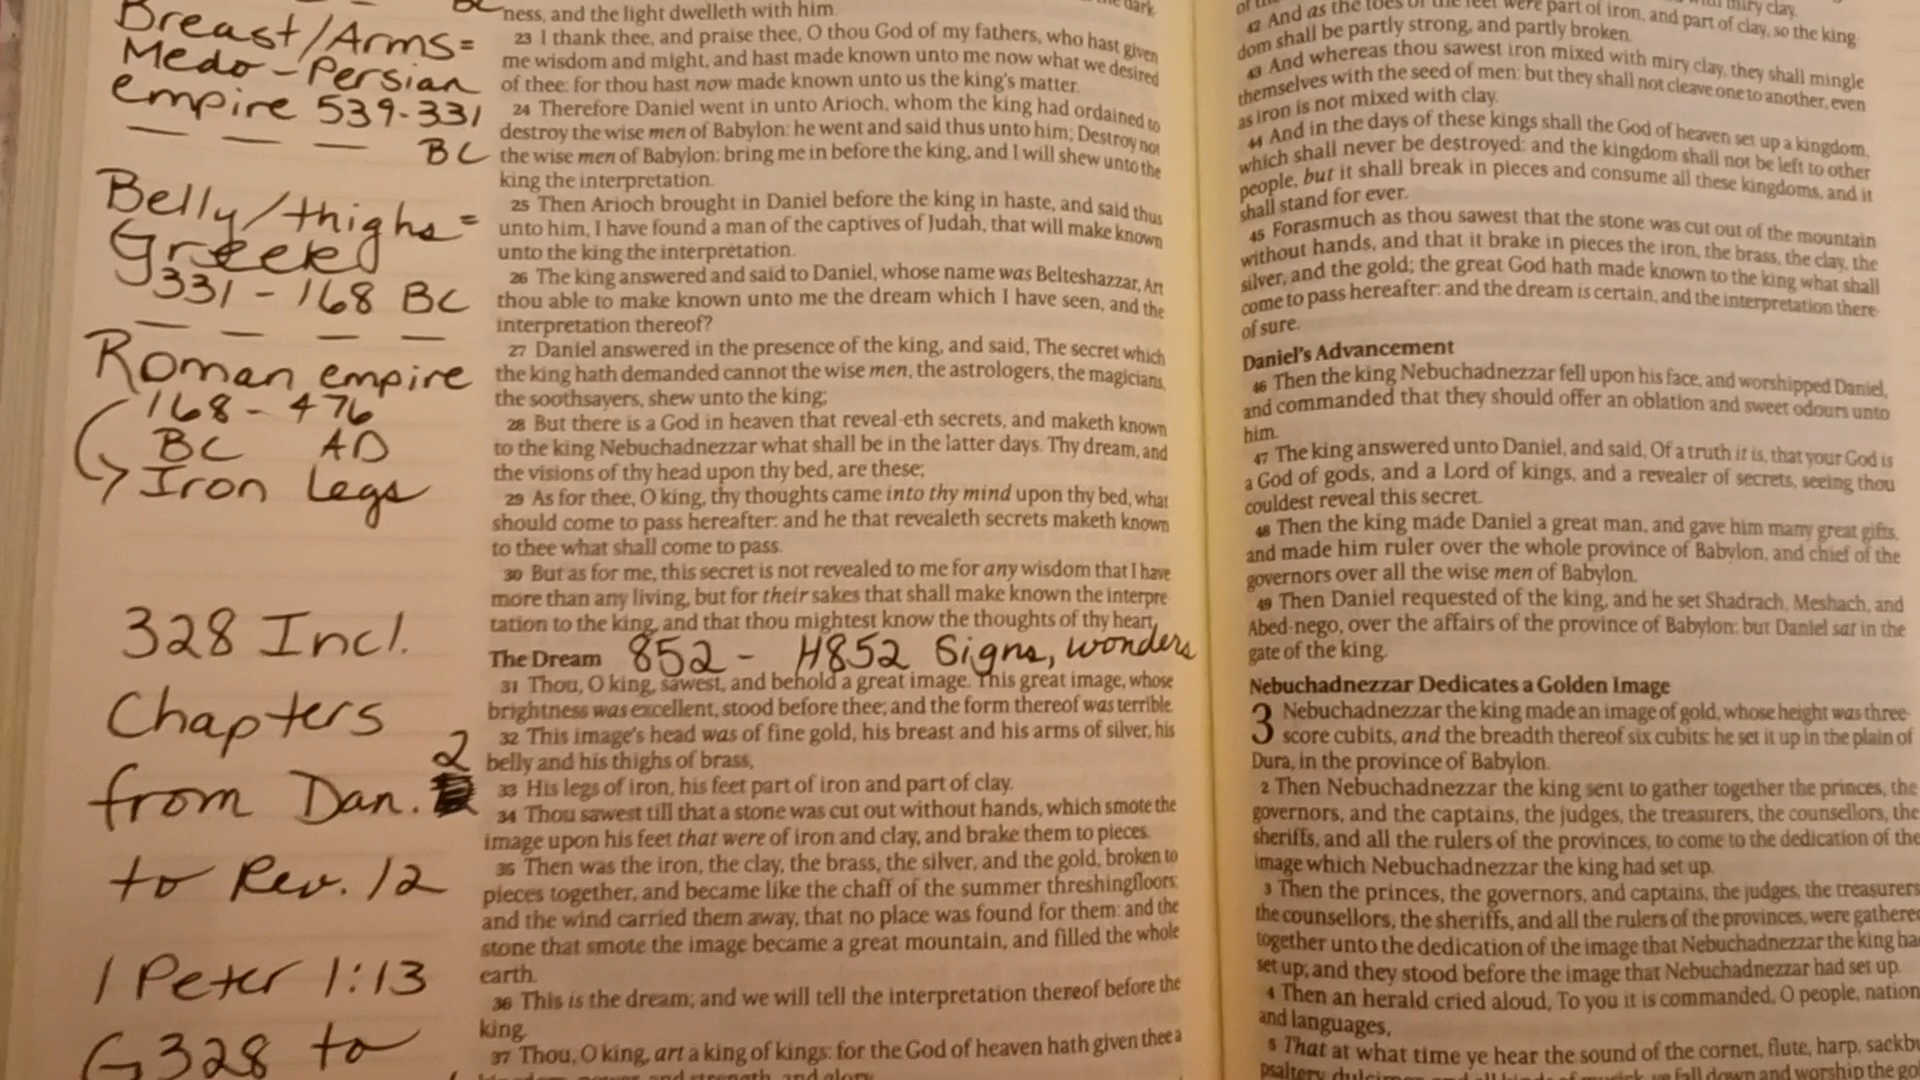 Breast/Arms=
Medo-Persian
empire 539-331
BC
Belly/thighs=
Greek
331-168 BC
Roman empire
168-476
BC AD
Iron Legs
328 Incl.
Chapters
from Dan. 2
to Rev. 12
1 Peter 1:13
G328 to
ness, and the light dwelleth with him.
23 I thank thee, and praise thee, O thou God of my fathers, who hast given
me wisdom and might, and hast made known unto me now what we desired
of thee: for thou hast now made known unto us the king's matter.
24 Therefore Daniel went in unto Arioch, whom the king had ordained to
destroy the wise men of Babylon: he went and said thus unto him; Destroy not
the wise men of Babylon: bring me in before the king, and I will shew unto the
king the interpretation.
25 Then Arioch brought in Daniel before the king in haste, and said thus
unto him, I have found a man of the captives of Judah, that will make known
unto the king the interpretation.
26 The king answered and said to Daniel, whose name was Belteshazzar, Art
thou able to make known unto me the dream which I have seen, and the
interpretation thereof?
27 Daniel answered in the presence of the king, and said, The secret which
the king hath demanded cannot the wise men, the astrologers, the magicians,
the soothsayers, shew unto the king;
28 But there is a God in heaven that reveal-eth secrets, and maketh known
to the king Nebuchadnezzar what shall be in the latter days. Thy dream, and
the visions of thy head upon thy bed, are these;
29 As for thee, O king, thy thoughts came into thy mind upon thy bed, what
should come to pass hereafter: and he that revealeth secrets maketh known
to thee what shall come to pass.
30 But as for me, this secret is not revealed to me for any wisdom that I have
more than any living, but for their sakes that shall make known the interpre
tation to the king, and that thou mightest know the thoughts of thy heart.
The Dream 852 - H852 Signs, wonders
31 Thou, O king, sawest, and behold a great image. This great image, whose
brightness was excellent, stood before thee; and the form thereof was terrible.
32 This image's head was of fine gold, his breast and his arms of silver, his
belly and his thighs of brass,
33 His legs of iron, his feet part of iron and part of clay.
34 Thou sawest till that a stone was cut out without hands, which smote the
image upon his feet that were of iron and clay, and brake them to pieces.
35 Then was the iron, the clay, the brass, the silver, and the gold, broken to
pieces together, and became like the chaff of the summer threshingfloors;
and the wind carried them away, that no place was found for them: and the
stone that smote the image became a great mountain, and filled the whole
earth.
36 This is the dream; and we will tell the interpretation thereof before the
king.
37 Thou, O king, art a king of kings: for the God of heaven hath given thee a
miry clay.
42 And as the toes of the feet were part of iron, and part of clay, so the king
dom shall be partly strong, and partly broken.
43 And whereas thou sawest iron mixed with miry clay, they shall mingle
themselves with the seed of men: but they shall not cleave one to another, even
as iron is not mixed with clay.
44 And in the days of these kings shall the God of heaven set up a kingdom,
which shall never be destroyed: and the kingdom shall not be left to other
people, but it shall break in pieces and consume all these kingdoms, and it
shall stand for ever.
45 Forasmuch as thou sawest that the stone was cut out of the mountain
without hands, and that it brake in pieces the iron, the brass, the clay, the
silver, and the gold; the great God hath made known to the king what shall
come to pass hereafter: and the dream is certain, and the interpretation there
of sure.
Daniel's Advancement
46 Then the king Nebuchadnezzar fell upon his face, and worshipped Daniel,
and commanded that they should offer an oblation and sweet odours unto
him.
47 The king answered unto Daniel, and said, Of a truth it is, that your God is
a God of gods, and a Lord of kings, and a revealer of secrets, seeing thou
couldest reveal this secret.
48 Then the king made Daniel a great man, and gave him many great gifts,
and made him ruler over the whole province of Babylon, and chief of the
governors over all the wise men of Babylon.
49 Then Daniel requested of the king, and he set Shadrach, Meshach, and
Abed-nego, over the affairs of the province of Babylon: but Daniel sat in the
gate of the king.
Nebuchadnezzar Dedicates a Golden Image
3 Nebuchadnezzar the king made an image of gold, whose height was three-
score cubits, and the breadth thereof six cubits: he set it up in the plain of
Dura, in the province of Babylon.
2 Then Nebuchadnezzar the king sent to gather together the princes, the
governors, and the captains, the judges, the treasurers, the counsellors, the
sheriffs, and all the rulers of the provinces, to come to the dedication of the
image which Nebuchadnezzar the king had set up.
3 Then the princes, the governors, and captains, the judges, the treasurers
the counsellors, the sheriffs, and all the rulers of the provinces, were gathere
together unto the dedication of the image that Nebuchadnezzar the king ha
set up; and they stood before the image that Nebuchadnezzar had set up.
4 Then an herald cried aloud, To you it is commanded, O people, nation
and languages,
5 That at what time ye hear the sound of the cornet, flute, harp, sackbu